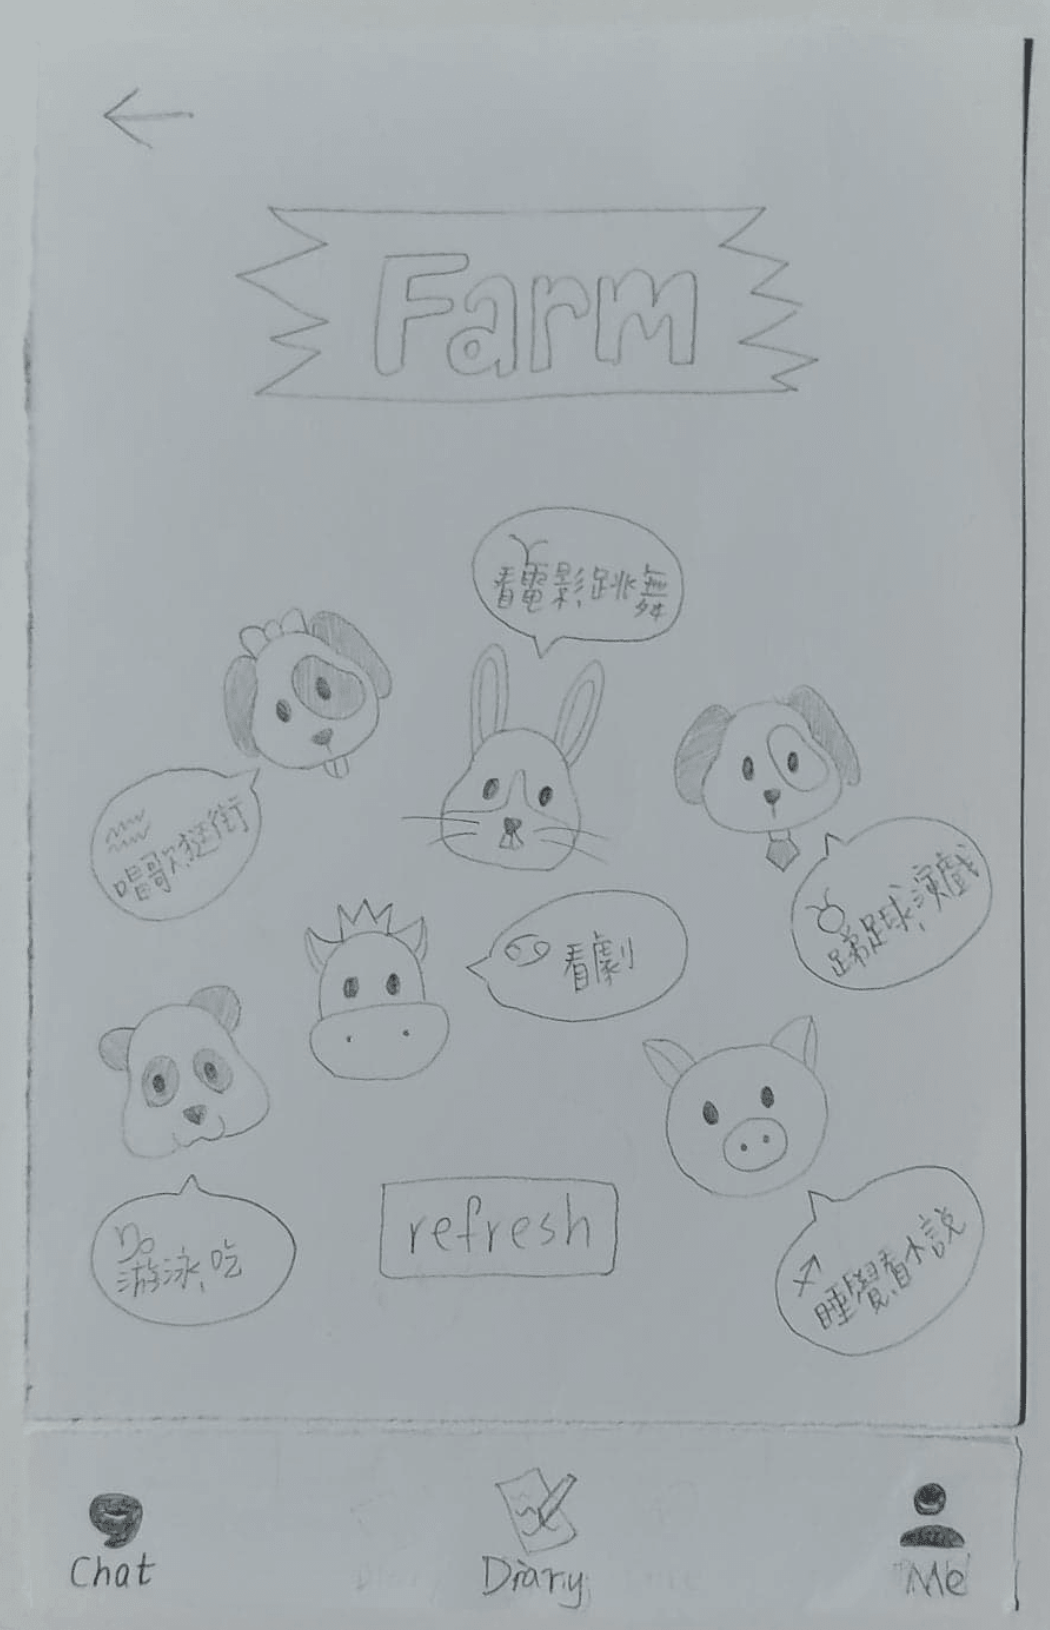 Farm
♈
看電影,跳舞
♒
唱歌,逛街
♉
踢足球,演戲
♋ 看劇
♑
游泳,吃
refresh
♐
睡覺,看小說
Chat
Diary
Me